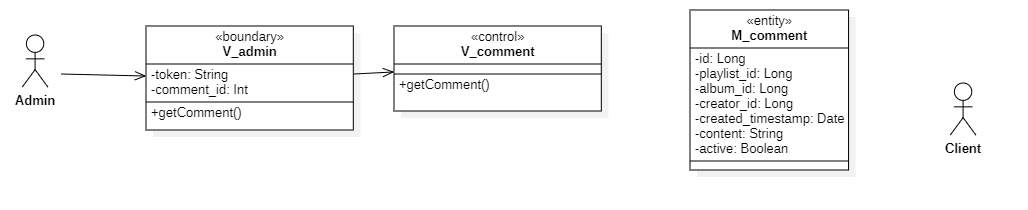 Admin
«boundary»
V_admin
-token: String
-comment_id: Int
+getComment()
«control»
V_comment
+getComment()
«entity»
M_comment
-id: Long
-playlist_id: Long
-album_id: Long
-creator_id: Long
-created_timestamp: Date
-content: String
-active: Boolean
Client